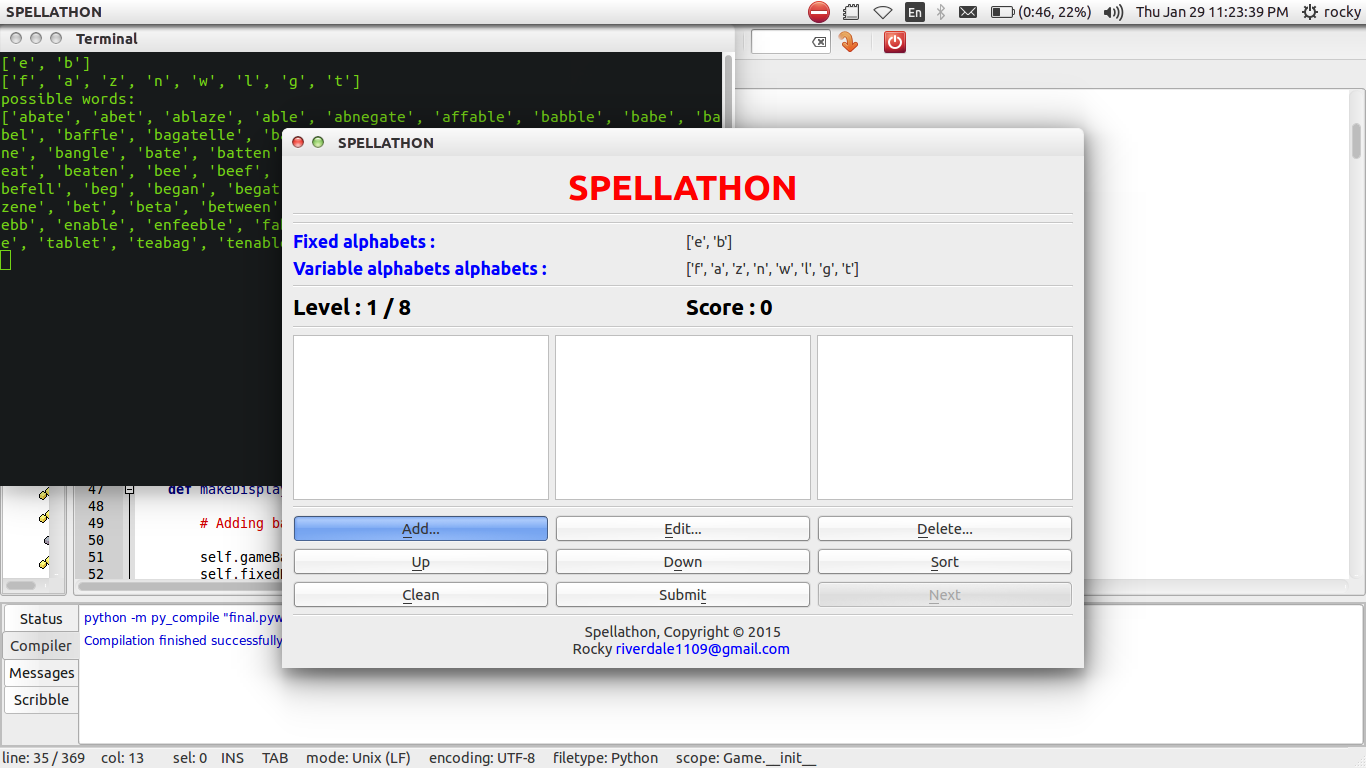 SPELLATHON
En (0:46, 22%) Thu Jan 29 11:23:39 PM rocky
Terminal
['e', 'b']
['f', 'a', 'z', 'n', 'w', 'l', 'g', 't']
possible words:
['abate', 'abet', 'ablaze', 'able', 'abnegate', 'affable', 'babble', 'babe', 'ba
bel', 'baffle', 'bagatelle', 'b
ne', 'bangle', 'bate', 'batten'
eat', 'beaten', 'bee', 'beef',
befell', 'beg', 'began', 'begat
zene', 'bet', 'beta', 'between'
ebb', 'enable', 'enfeeble', 'fa
e', 'tablet', 'teabag', 'tenabl
SPELLATHON
SPELLATHON
Fixed alphabets : ['e', 'b']
Variable alphabets alphabets : ['f', 'a', 'z', 'n', 'w', 'l', 'g', 't']
Level : 1 / 8 Score : 0
Add... Edit... Delete...
Up Down Sort
Clean Submit Next
Spellathon, Copyright © 2015
Rocky riverdale1109@gmail.com
47 def makeDisplay
48
49 # Adding ba
50
51 self.gameBa
52 self.fixed
Status
Compiler
Messages
Scribble
python -m py_compile "final.pyw
Compilation finished successfully
line: 35 / 369 col: 13 sel: 0 INS TAB mode: Unix (LF) encoding: UTF-8 filetype: Python scope: Game.__init__